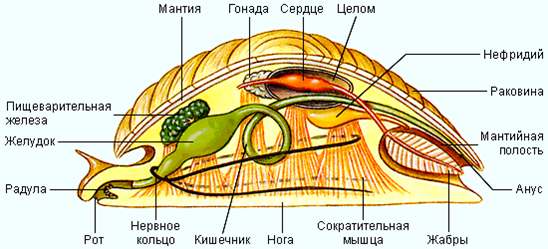 Мантия
Гонада
Сердце
Целом
Нефридий
Раковина
Пищеварительная
железа
Желудок
Мантийная
полость
Радула
Анус
Рот
Нервное
кольцо
Кишечник
Нога
Сократительная
мышца
Жабры